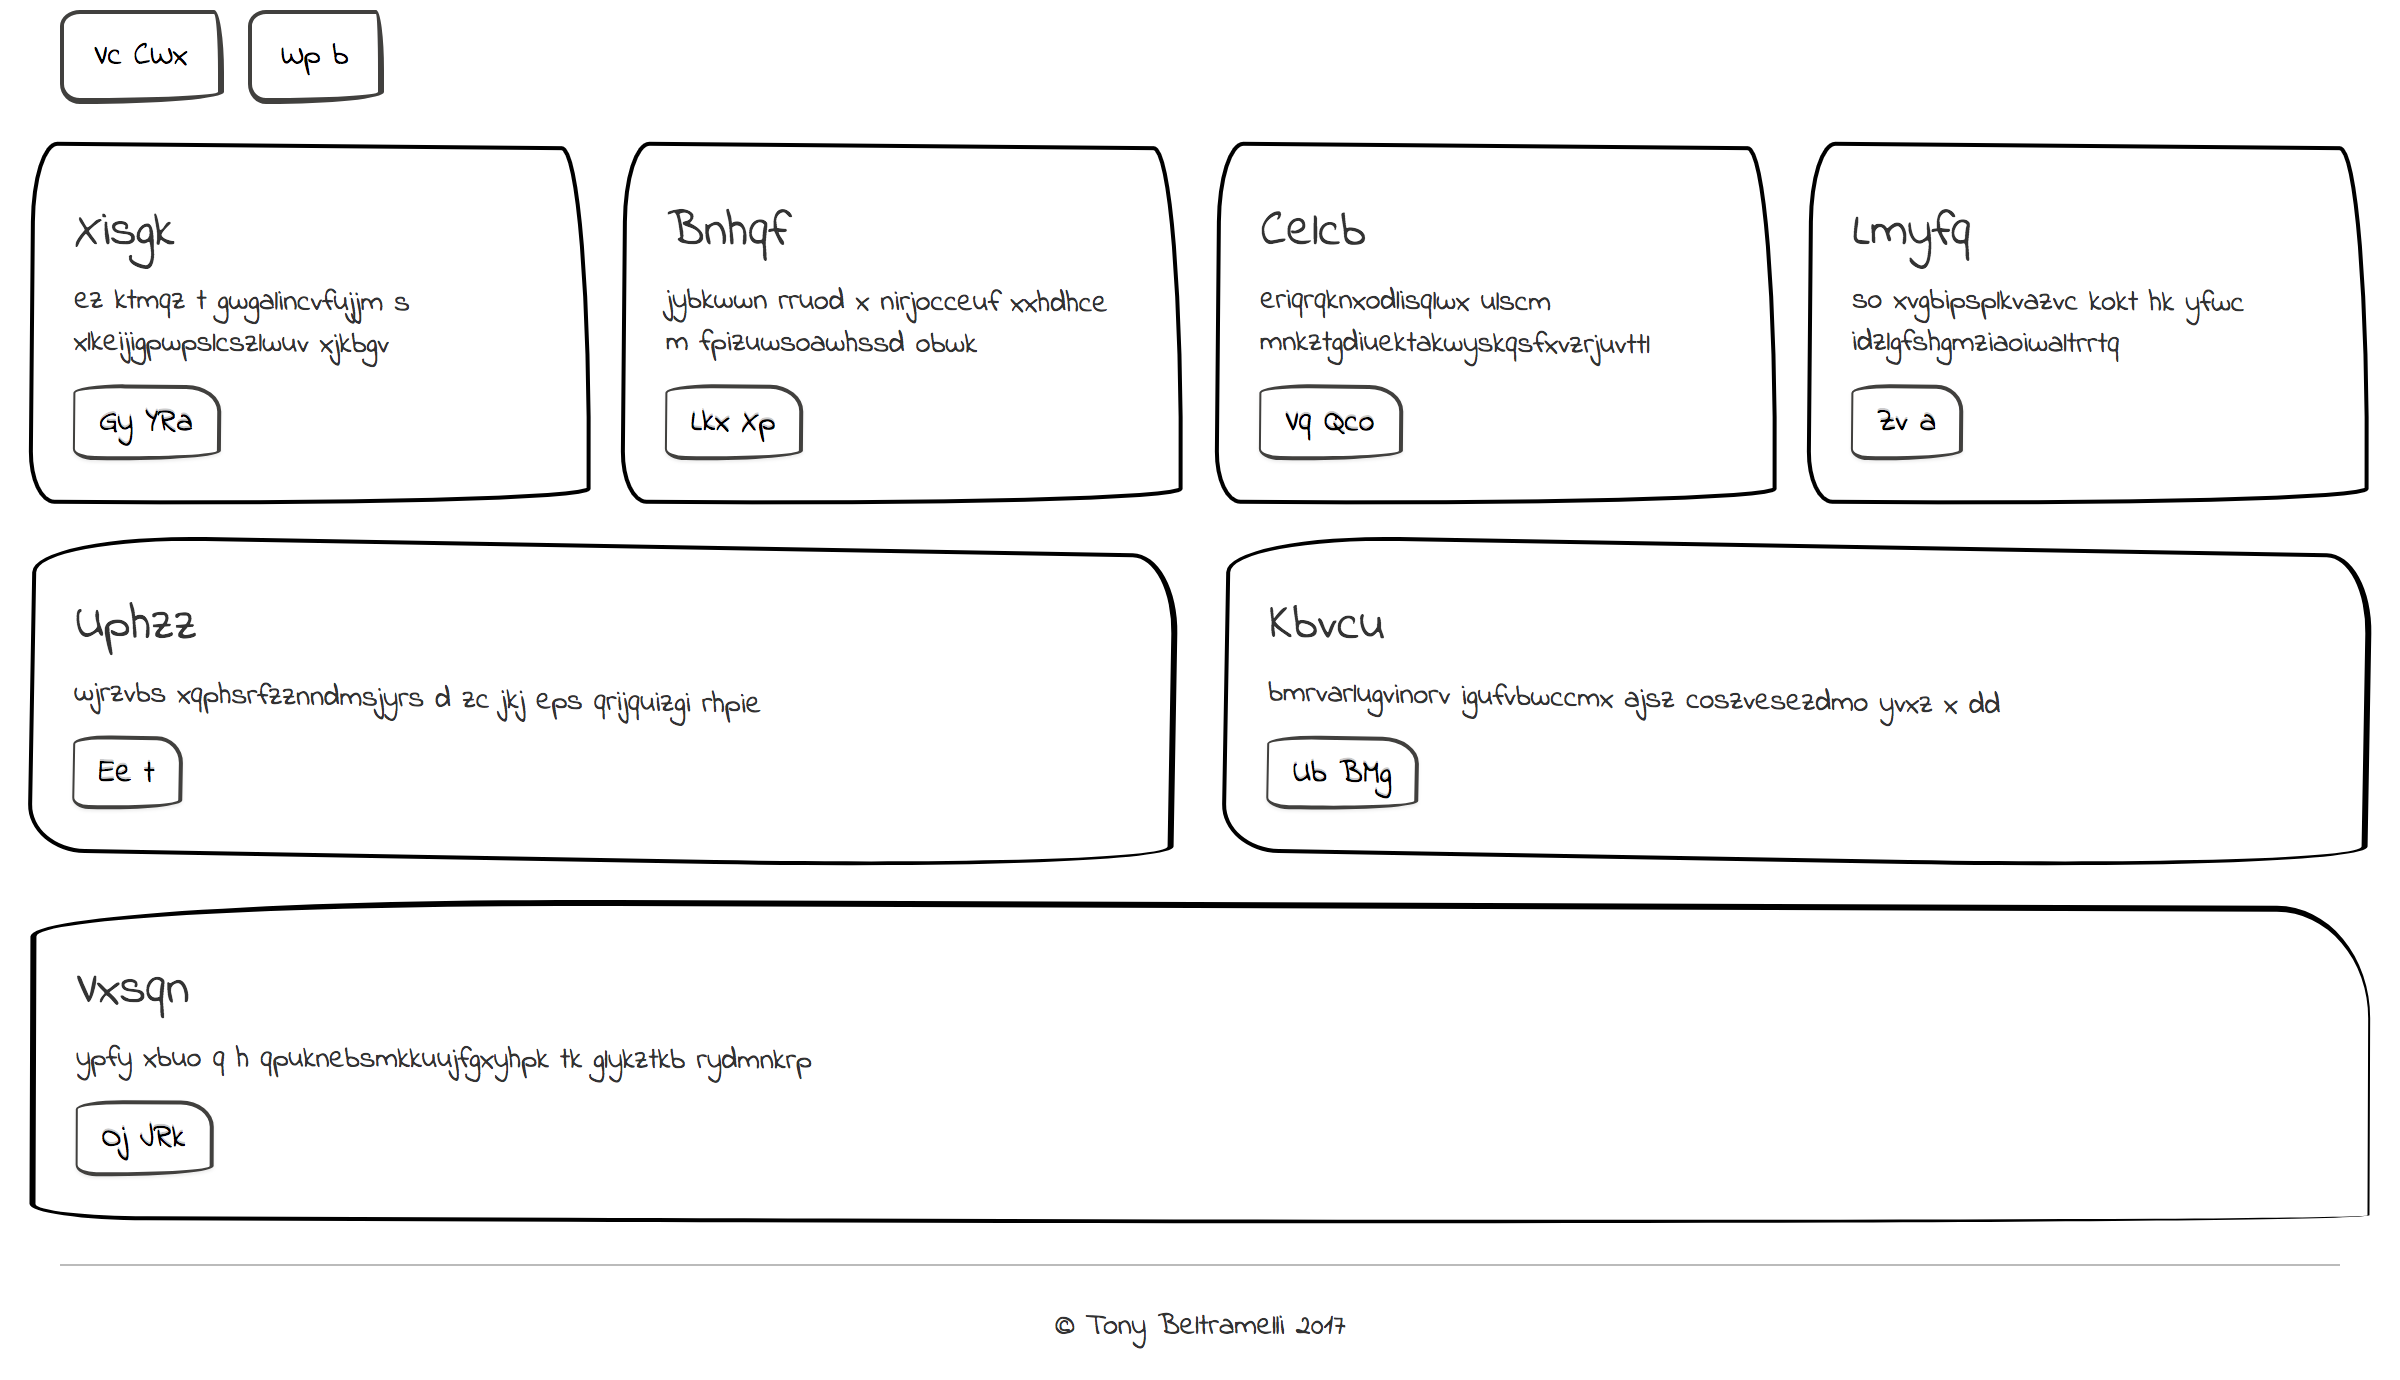 Vc Cwx
Wp b
Xisgk
ez ktmqz t gwgalincvfujjm s
xlkeijigpwpslcszlwuv xjkbgv
Gy YRa
Bnhqf
jybkwwn rruod x nirjocceuf xxhdhce
m fpizuwsoawhssd obwk
Lkx Xp
Celcb
eriqrqknxodlisqlwx ulscm
mnkztgdiuektakwyskqsfxvzrjuvttl
Vq Qco
Lmyfq
so xvgbipsplkvazvc kokt hk yfwc
idzlgfshgmziaoiwaltrrtq
Zv a
Uphzz
wjrzvbs xqphsrfzznndmsjyrs d zc jkj eps qrijquizgi rhpie
Ee t
Kbvcu
bmrvarlugvinorv igufvbwccmx ajsz coszvesezdmo yvxz x dd
Ub BMg
Vxsqn
ypfy xbuo q h qpuknebsmkkuujfgxyhpk tk glykztkb rydmnkrp
Oj JRk
© Tony Beltramelli 2017